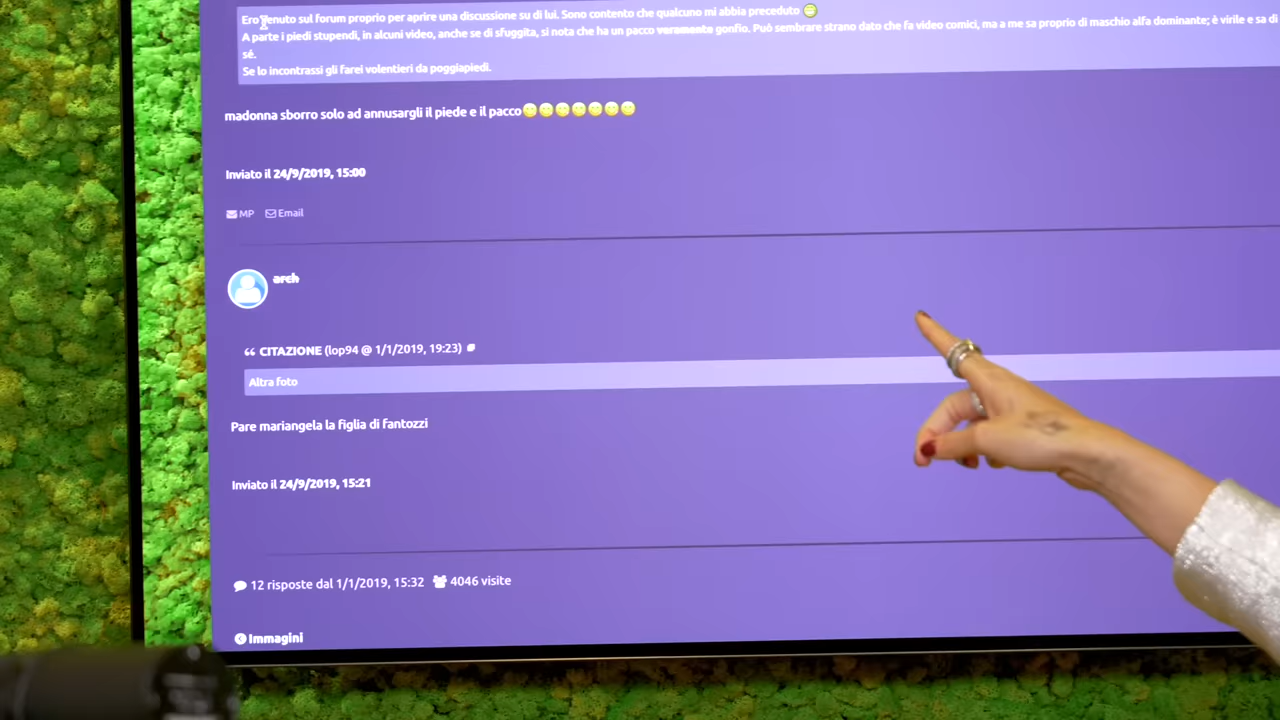 Ero venuto sul forum proprio per aprire una discussione su di lui. Sono contento che qualcuno mi abbia preceduto
A parte i piedi stupendi, in alcuni video, anche se di sfuggita, si nota che ha un pacco veramente gonfio. Può sembrare strano dato che fa video comici, ma a me sa proprio di maschio alfa dominante; è virile e sa di
sé.
Se lo incontrassi gli farei volentieri da poggiapiedi.
madonna sborro solo ad annusargli il piede e il pacco
Inviato il 24/9/2019, 15:00
MP Email
arch
CITAZIONE (lop94 @ 1/1/2019, 19:23)
Altra foto
Pare mariangela la figlia di fantozzi
Inviato il 24/9/2019, 15:21
12 risposte dal 1/1/2019, 15:32 4046 visite
Immagini